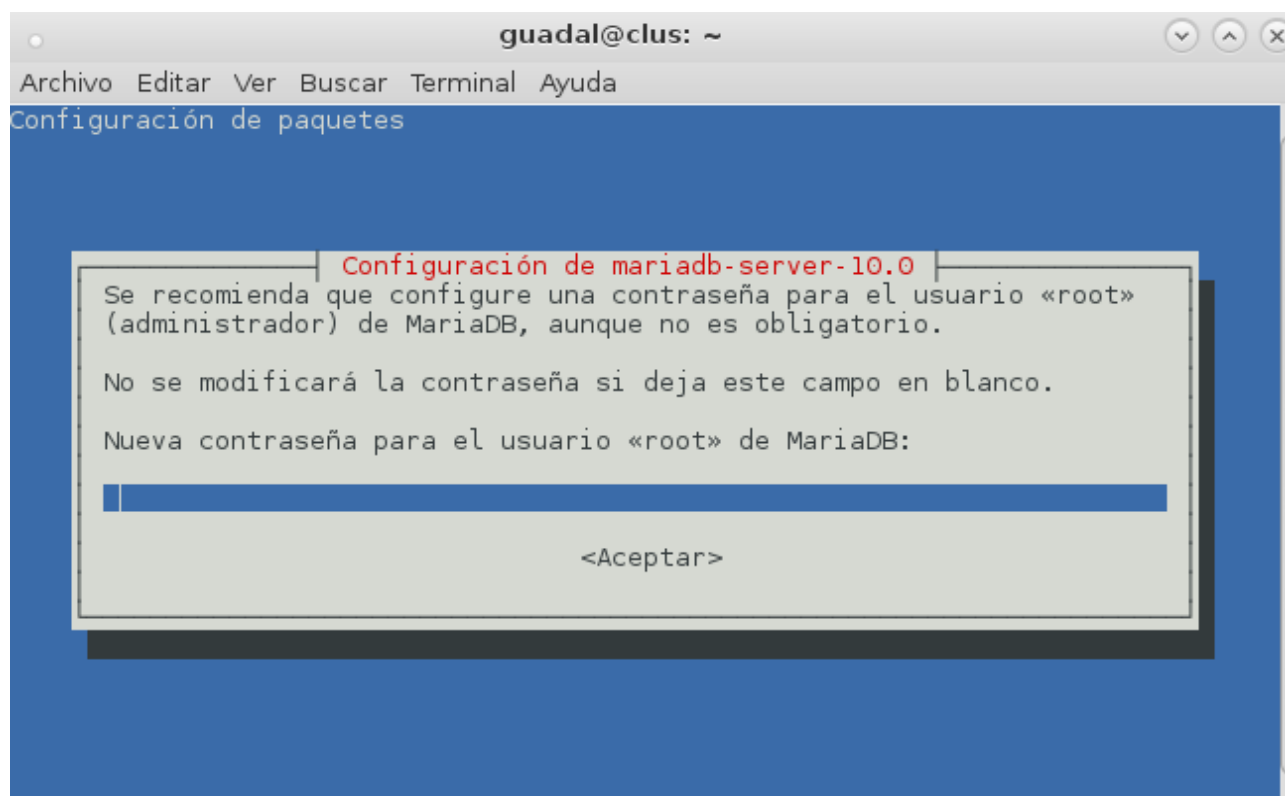 guadal@clus: ~
Archivo Editar Ver Buscar Terminal Ayuda
Configuración de paquetes
Configuración de mariadb-server-10.0
Se recomienda que configure una contraseña para el usuario «root»
(administrador) de MariaDB, aunque no es obligatorio.
No se modificará la contraseña si deja este campo en blanco.
Nueva contraseña para el usuario «root» de MariaDB:
<Aceptar>